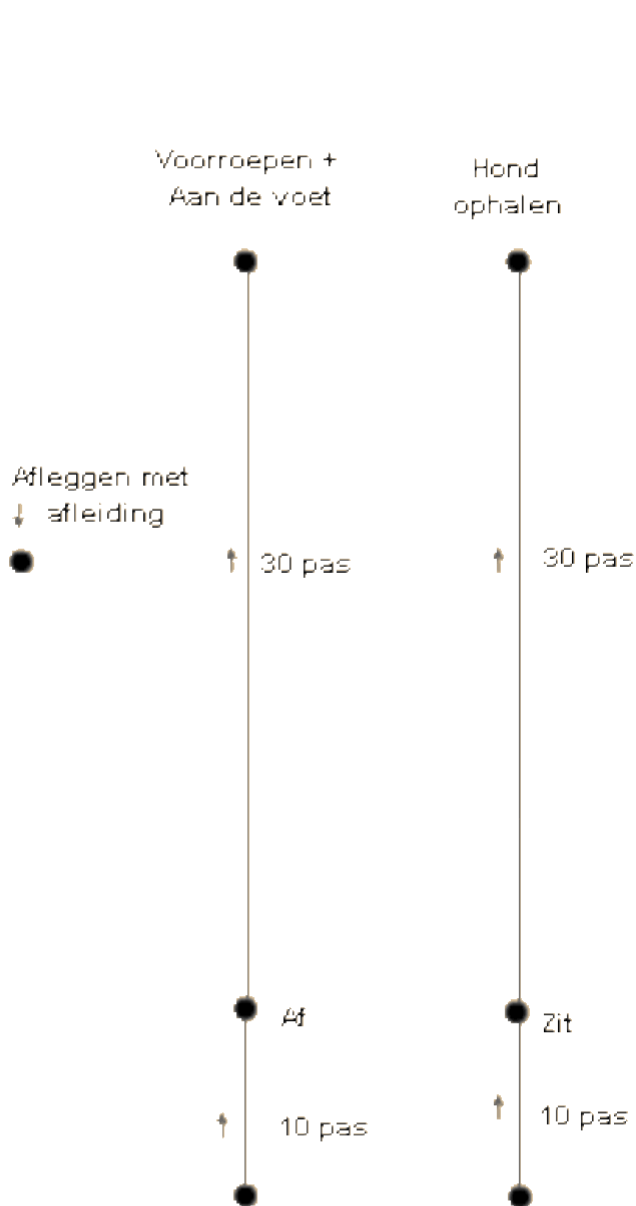 Voorroepen +
Aan de voet
Hond
ophalen
Afleggen met
afleiding
30 pas
30 pas
Af
Zit
10 pas
10 pas